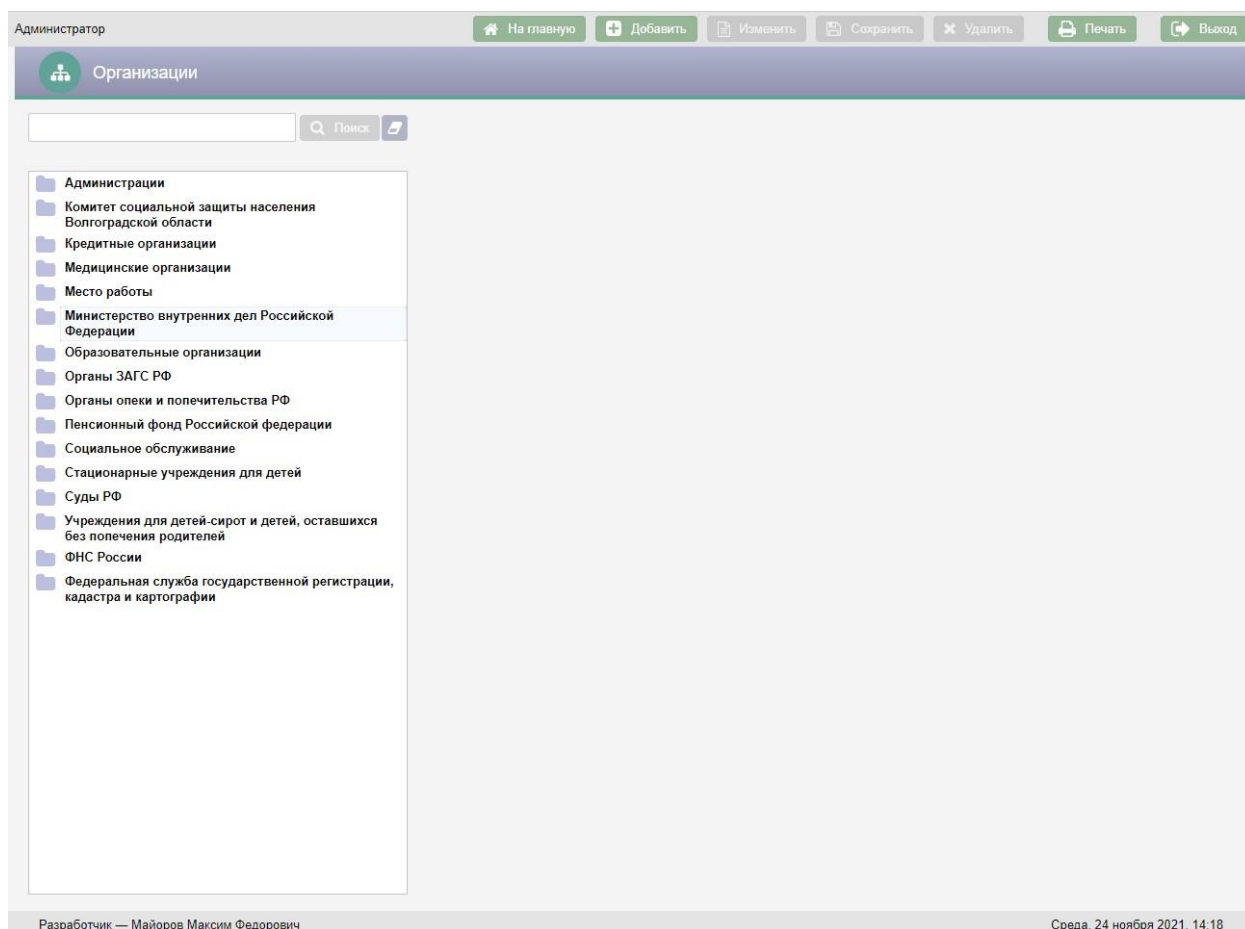 Администратор
На главную
Добавить
Изменить
Сохранить
Удалить
Печать
Выход
Организации
Поиск
Администрации
Комитет социальной защиты населения
Волгоградской области
Кредитные организации
Медицинские организации
Место работы
Министерство внутренних дел Российской
Федерации
Образовательные организации
Органы ЗАГС РФ
Органы опеки и попечительства РФ
Пенсионный фонд Российской федерации
Социальное обслуживание
Стационарные учреждения для детей
Суды РФ
Учреждения для детей-сирот и детей, оставшихся
без попечения родителей
ФНС России
Федеральная служба государственной регистрации,
кадастра и картографии
Разработчик — Майоров Максим Федорович
Среда, 24 ноября 2021, 14:18